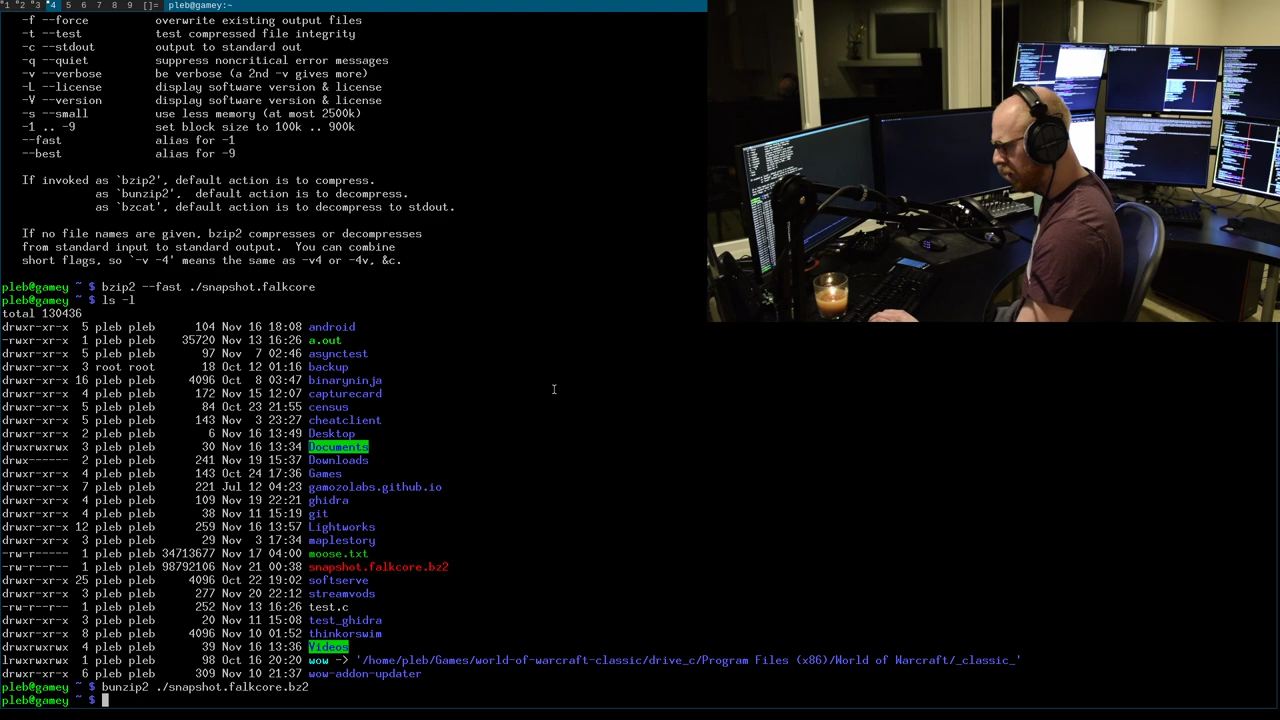 1 2 3 4 5 6 7 8 9 []= pleb@gamey:~
-f --force overwrite existing output files
-t --test test compressed file integrity
-c --stdout output to standard out
-q --quiet suppress noncritical error messages
-v --verbose be verbose (a 2nd -v gives more)
-L --license display software version & license
-V --version display software version & license
-s --small use less memory (at most 2500k)
-1 .. -9 set block size to 100k .. 900k
--fast alias for -1
--best alias for -9
If invoked as `bzip2', default action is to compress.
as `bunzip2', default action is to decompress.
as `bzcat', default action is to decompress to stdout.
If no file names are given, bzip2 compresses or decompresses
from standard input to standard output. You can combine
short flags, so `-v -4' means the same as -v4 or -4v, &c.
pleb@gamey ~ $ bzip2 --fast ./snapshot.falkcore
pleb@gamey ~ $ ls -l
total 130436
drwxr-xr-x 5 pleb pleb 104 Nov 16 18:08 android
-rwxr-xr-x 1 pleb pleb 35720 Nov 13 16:26 a.out
drwxr-xr-x 5 pleb pleb 97 Nov 7 02:46 asynctest
drwxr-xr-x 3 root root 18 Oct 12 01:16 backup
drwxr-xr-x 16 pleb pleb 4096 Oct 8 03:47 binaryninja
drwxr-xr-x 4 pleb pleb 172 Nov 15 12:07 capturecard
drwxr-xr-x 5 pleb pleb 84 Oct 23 21:55 census
drwxr-xr-x 5 pleb pleb 143 Nov 3 23:27 cheatclient
drwxr-xr-x 2 pleb pleb 6 Nov 16 13:49 Desktop
drwxrwxrwx 3 pleb pleb 30 Nov 16 13:34 Documents
drwx------ 2 pleb pleb 241 Nov 19 15:37 Downloads
drwxr-xr-x 4 pleb pleb 143 Oct 24 17:36 Games
drwxr-xr-x 7 pleb pleb 221 Jul 12 04:23 gamozolabs.github.io
drwxr-xr-x 4 pleb pleb 109 Nov 19 22:21 ghidra
drwxr-xr-x 4 pleb pleb 38 Nov 11 15:19 git
drwxr-xr-x 12 pleb pleb 259 Nov 16 13:57 Lightworks
drwxr-xr-x 3 pleb pleb 29 Nov 3 17:34 maplestory
-rw-r----- 1 pleb pleb 34713677 Nov 17 04:00 moose.txt
-rw-r--r-- 1 pleb pleb 98792106 Nov 21 00:38 snapshot.falkcore.bz2
drwxr-xr-x 25 pleb pleb 4096 Oct 22 19:02 softserve
drwxr-xr-x 3 pleb pleb 277 Nov 20 22:12 streamvods
-rw-r--r-- 1 pleb pleb 252 Nov 13 16:26 test.c
drwxr-xr-x 3 pleb pleb 20 Nov 11 15:08 test_ghidra
drwxr-xr-x 8 pleb pleb 4096 Nov 10 01:52 thinkorswim
drwxrwxrwx 4 pleb pleb 39 Nov 16 13:36 Videos
lrwxrwxrwx 1 pleb pleb 98 Oct 16 20:20 wow -> '/home/pleb/Games/world-of-warcraft-classic/drive_c/Program Files (x86)/World of Warcraft/_classic_'
drwxr-xr-x 6 pleb pleb 309 Nov 10 21:37 wow-addon-updater
pleb@gamey ~ $ bunzip2 ./snapshot.falkcore.bz2
pleb@gamey ~ $